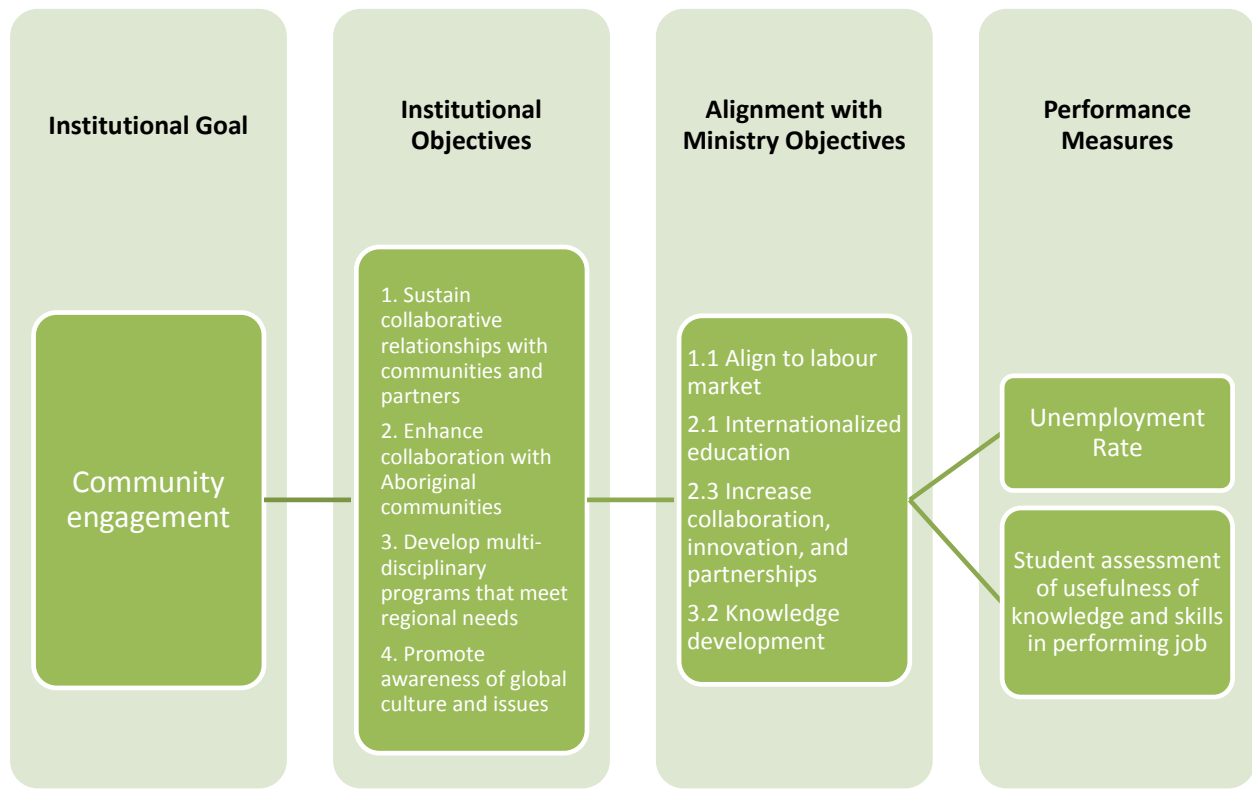 Institutional Goal
Community
engagement
Institutional
Objectives
1. Sustain
collaborative
relationships with
communities and
partners
2. Enhance
collaboration with
Aboriginal
communities
3. Develop multi-
disciplinary
programs that meet
regional needs
4. Promote
awareness of global
culture and issues
Alignment with
Ministry Objectives
1.1 Align to labour
market
2.1 Internationalized
education
2.3 Increase
collaboration,
innovation, and
partnerships
3.2 Knowledge
development
Performance
Measures
Unemployment
Rate
Student assessment
of usefulness of
knowledge and skills
in performing job